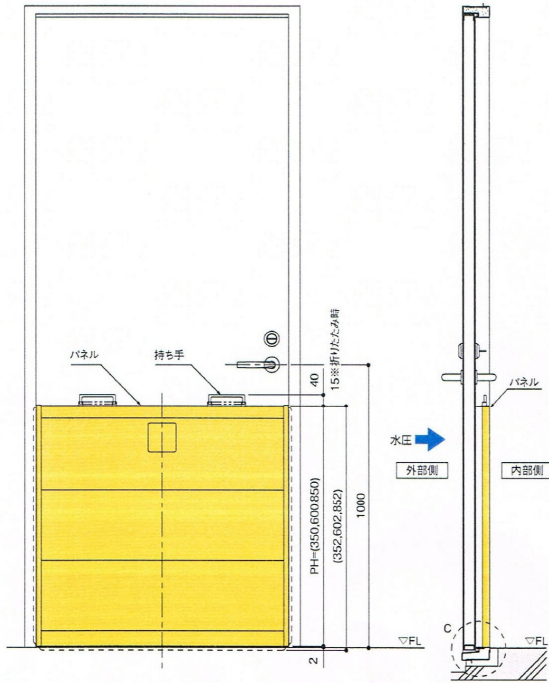 パネル
持ち手
40
15※折りたたみ時
PH=(350,600,850)
(352,602,852)
1000
2
▽FL
水圧
外部側
内部側
パネル
C
▽FL